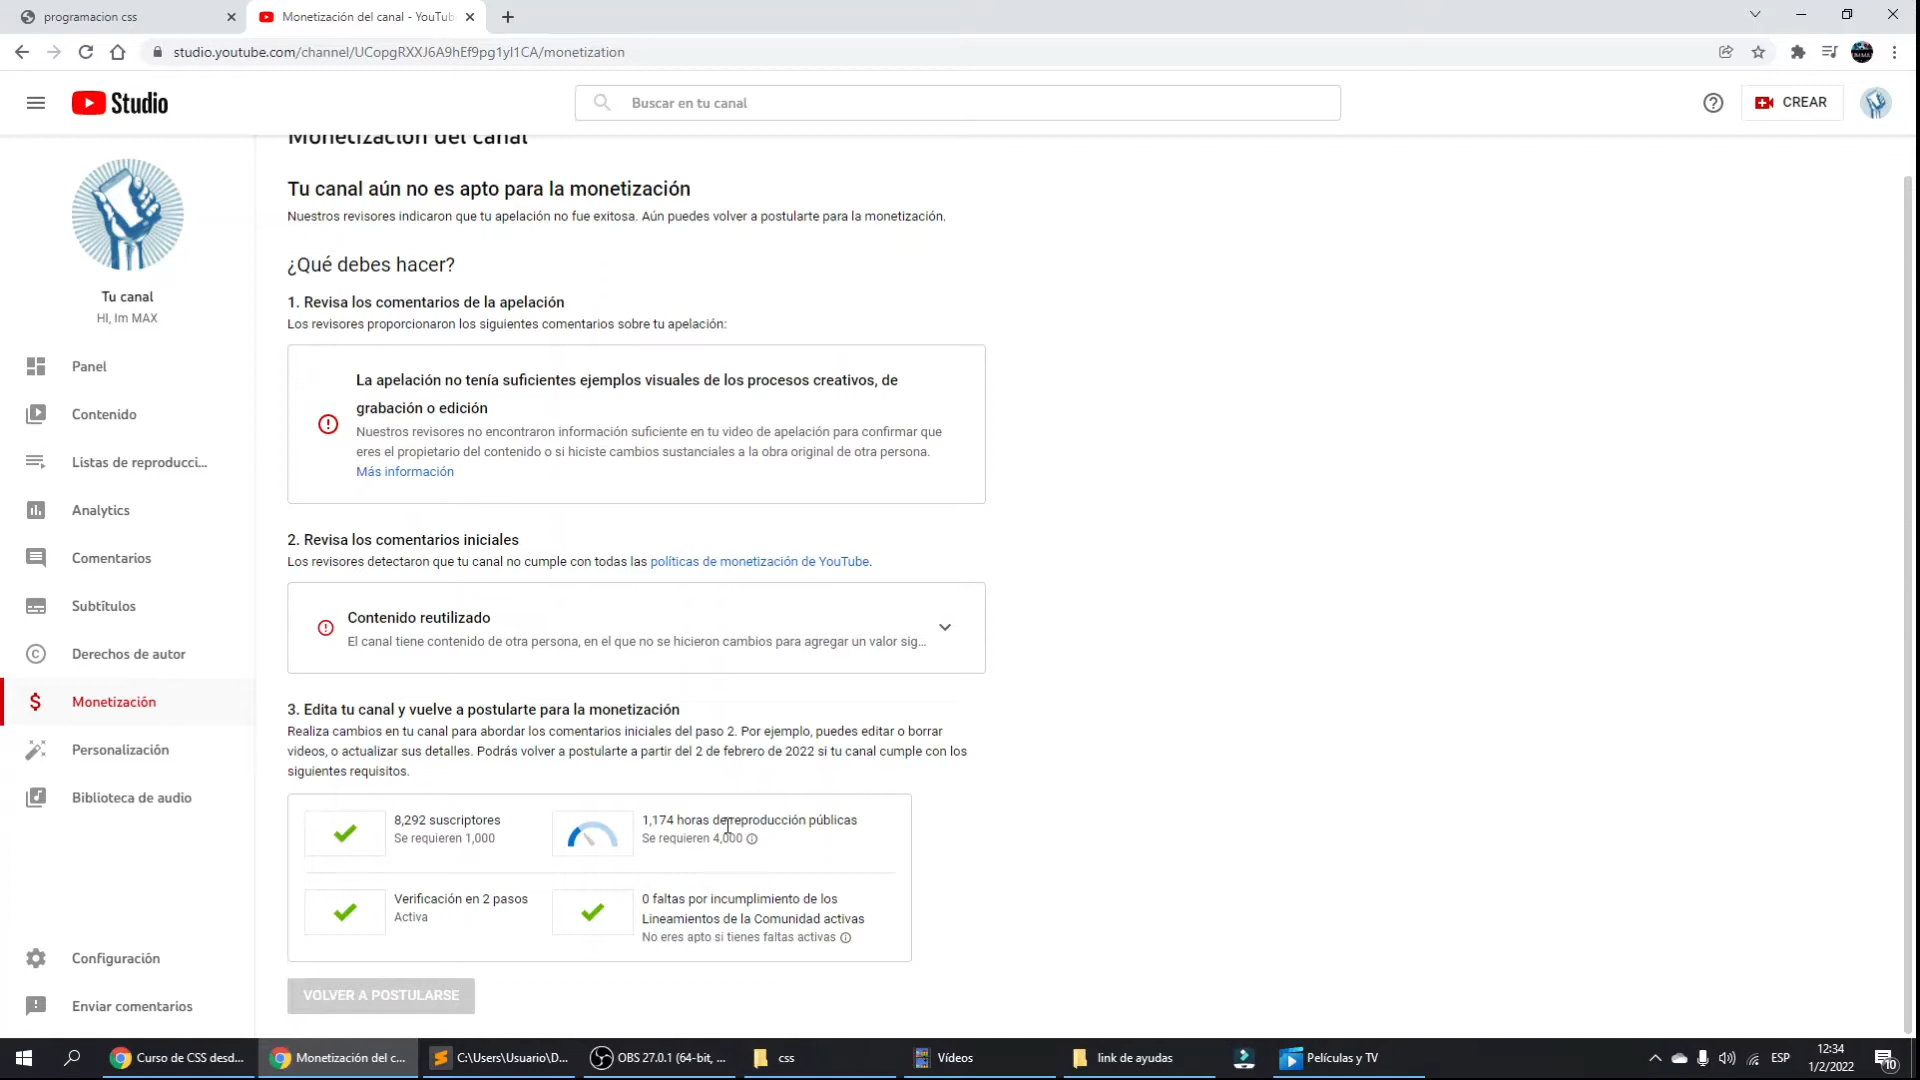 programacion css
Monetización del canal - YouTub
studio.youtube.com/channel/UCopgRXXJ6A9hEf9pg1yl1CA/monetization
Studio
Buscar en tu canal
CREAR
Monetización del canal
Tu canal aún no es apto para la monetización
Nuestros revisores indicaron que tu apelación no fue exitosa. Aún puedes volver a postularte para la monetización.
¿Qué debes hacer?
1. Revisa los comentarios de la apelación
Los revisores proporcionaron los siguientes comentarios sobre tu apelación:
La apelación no tenía suficientes ejemplos visuales de los procesos creativos, de
grabación o edición
Nuestros revisores no encontraron información suficiente en tu video de apelación para confirmar que
eres el propietario del contenido o si hiciste cambios sustanciales a la obra original de otra persona.
Más información
2. Revisa los comentarios iniciales
Los revisores detectaron que tu canal no cumple con todas las políticas de monetización de YouTube.
Contenido reutilizado
El canal tiene contenido de otra persona, en el que no se hicieron cambios para agregar un valor sig...
3. Edita tu canal y vuelve a postularte para la monetización
Realiza cambios en tu canal para abordar los comentarios iniciales del paso 2. Por ejemplo, puedes editar o borrar
videos, o actualizar sus detalles. Podrás volver a postularte a partir del 2 de febrero de 2022 si tu canal cumple con los
siguientes requisitos.
8,292 suscriptores
Se requieren 1,000
1,174 horas de reproducción públicas
Se requieren 4,000
Verificación en 2 pasos
Activa
0 faltas por incumplimiento de los
Lineamientos de la Comunidad activas
No eres apto si tienes faltas activas
VOLVER A POSTULARSE
Tu canal
HI, Im MAX
Panel
Contenido
Listas de reproducci...
Analytics
Comentarios
Subtítulos
Derechos de autor
Monetización
Personalización
Biblioteca de audio
Configuración
Enviar comentarios
Curso de CSS desd...
Monetización del c...
C:\Users\Usuario\D...
OBS 27.0.1 (64-bit, ...
css
Vídeos
link de ayudas
Películas y TV
ESP
12:34
1/2/2022
10